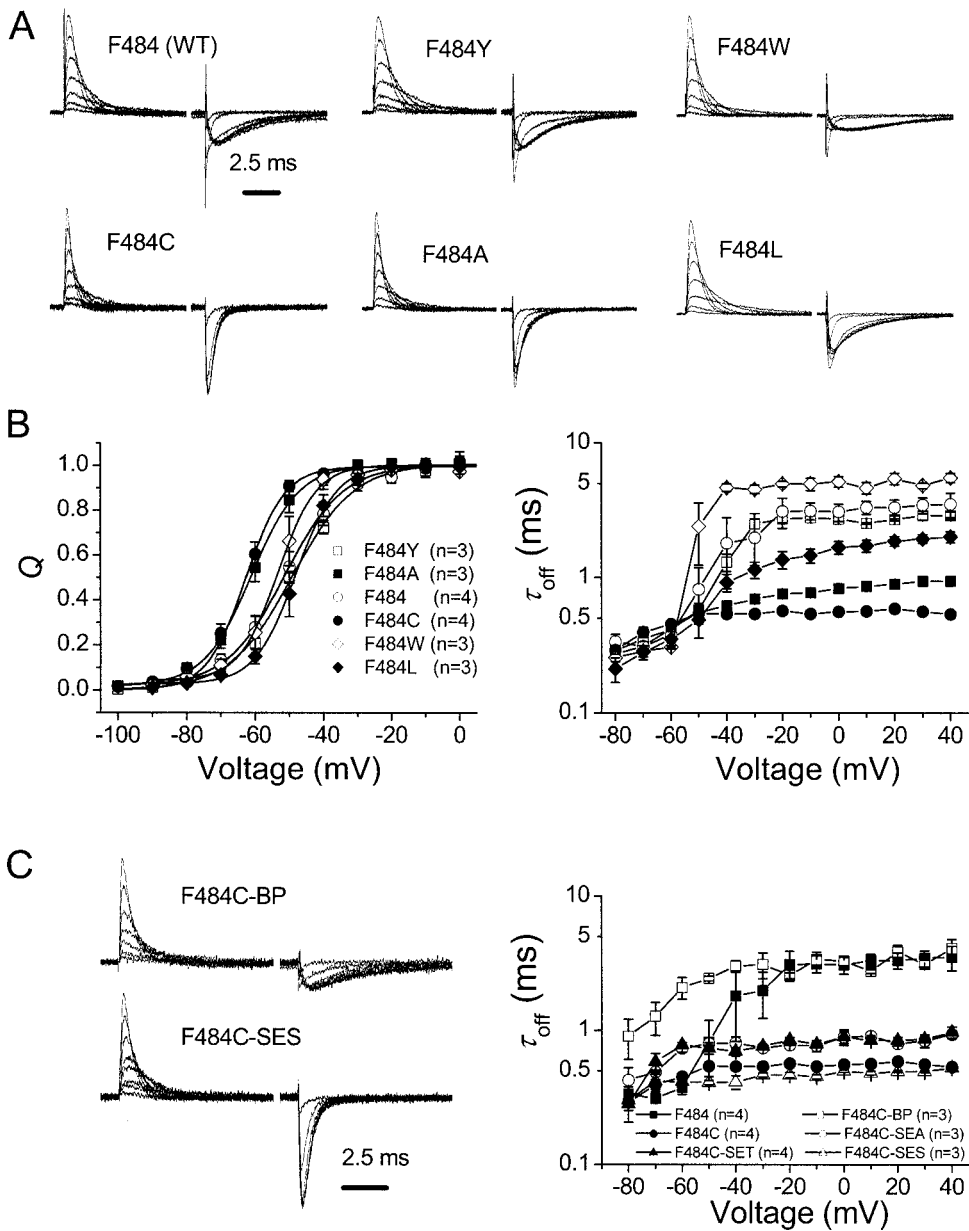 A
F484 (WT)
F484Y
F484W
2.5 ms
F484C
F484A
F484L
B
Q
1.0
0.8
0.6
0.4
0.2
0.0
F484Y (n=3)
F484A (n=3)
F484 (n=4)
F484C (n=4)
F484W (n=3)
F484L (n=3)
-100 -80 -60 -40 -20 0
Voltage (mV)
τoff (ms)
10
5
1
0.5
0.1
-80 -60 -40 -20 0 20 40
Voltage (mV)
C
F484C-BP
F484C-SES
2.5 ms
τoff (ms)
10
5
1
0.5
0.1
F484 (n=4)
F484C (n=4)
F484C-SET (n=4)
F484C-BP (n=3)
F484C-SEA (n=3)
F484C-SES (n=3)
-80 -60 -40 -20 0 20 40
Voltage (mV)